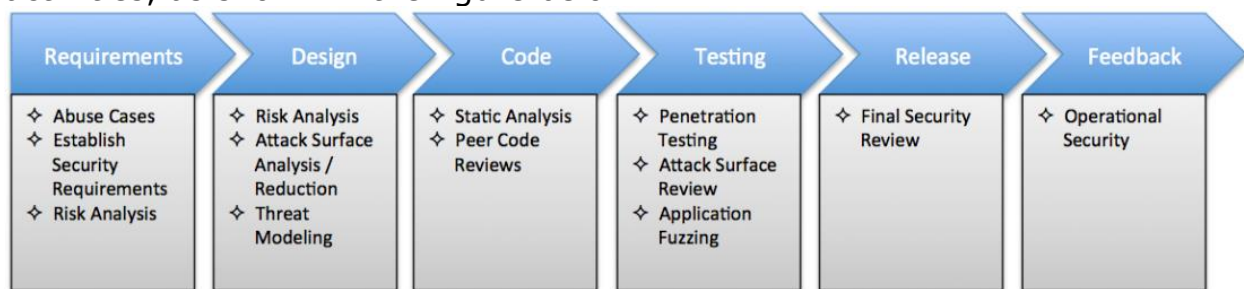 Requirements
Design
Code
Testing
Release
Feedback
✧ Abuse Cases
✧ Establish
Security
Requirements
✧ Risk Analysis
✧ Risk Analysis
✧ Attack Surface
Analysis /
Reduction
✧ Threat
Modeling
✧ Static Analysis
✧ Peer Code
Reviews
✧ Penetration
Testing
✧ Attack Surface
Review
✧ Application
Fuzzing
✧ Final Security
Review
✧ Operational
Security